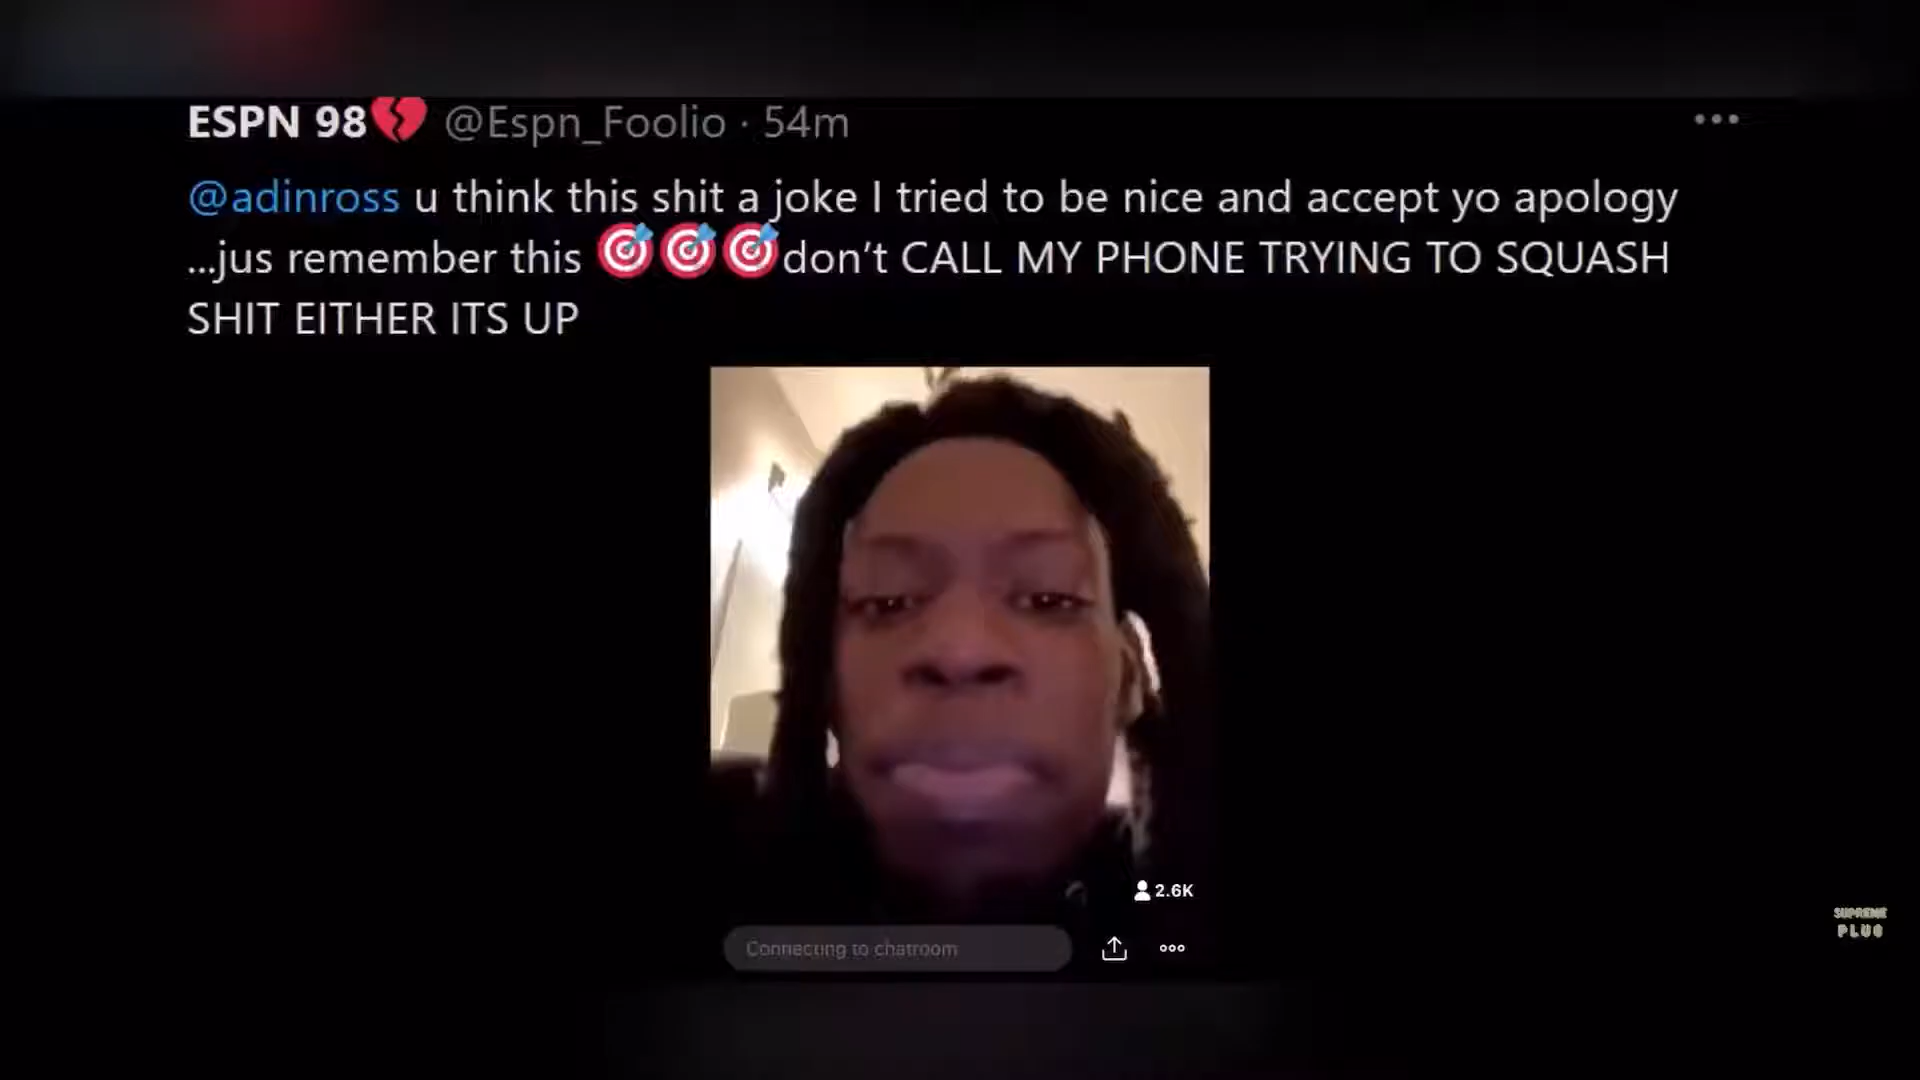 ESPN 98💔 @Espn_Foolio · 54m
@adinross u think this shit a joke I tried to be nice and accept yo apology
...jus remember this 🎯🎯🎯don't CALL MY PHONE TRYING TO SQUASH
SHIT EITHER ITS UP
2.6K
Connecting to chatroom
SUPREME
PLUG